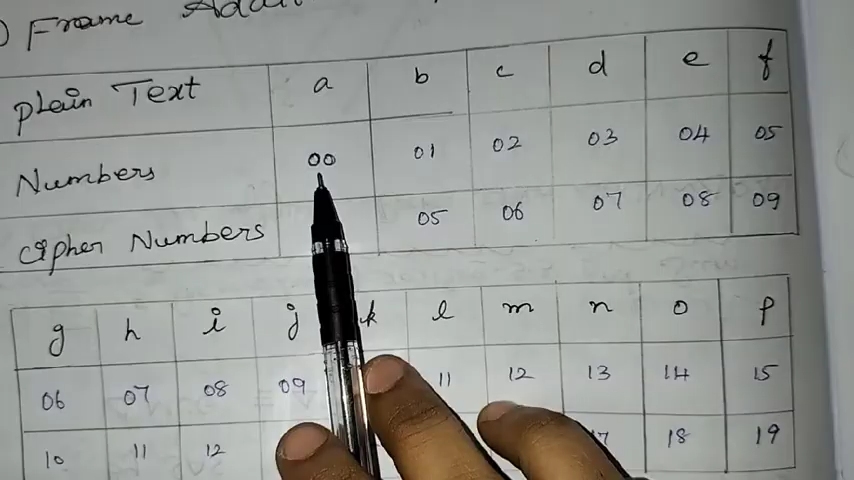 ) Frame
Plain Text a b c d e f
Numbers 00 01 02 03 04 05
Cipher Numbers 05 06 07 08 09
g h i j k l m n o p
06 07 08 09 11 12 13 14 15
10 11 12 18 19